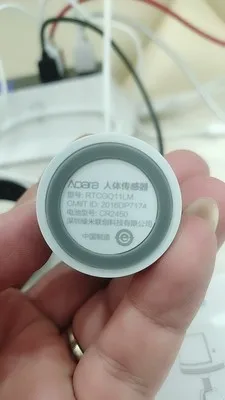 Aqara 人体传感器
型号: RTCGQ11LM
CMIIT ID: 2016DP7174
电池型号: CR2450
深圳绿米联创科技有限公司
中国制造